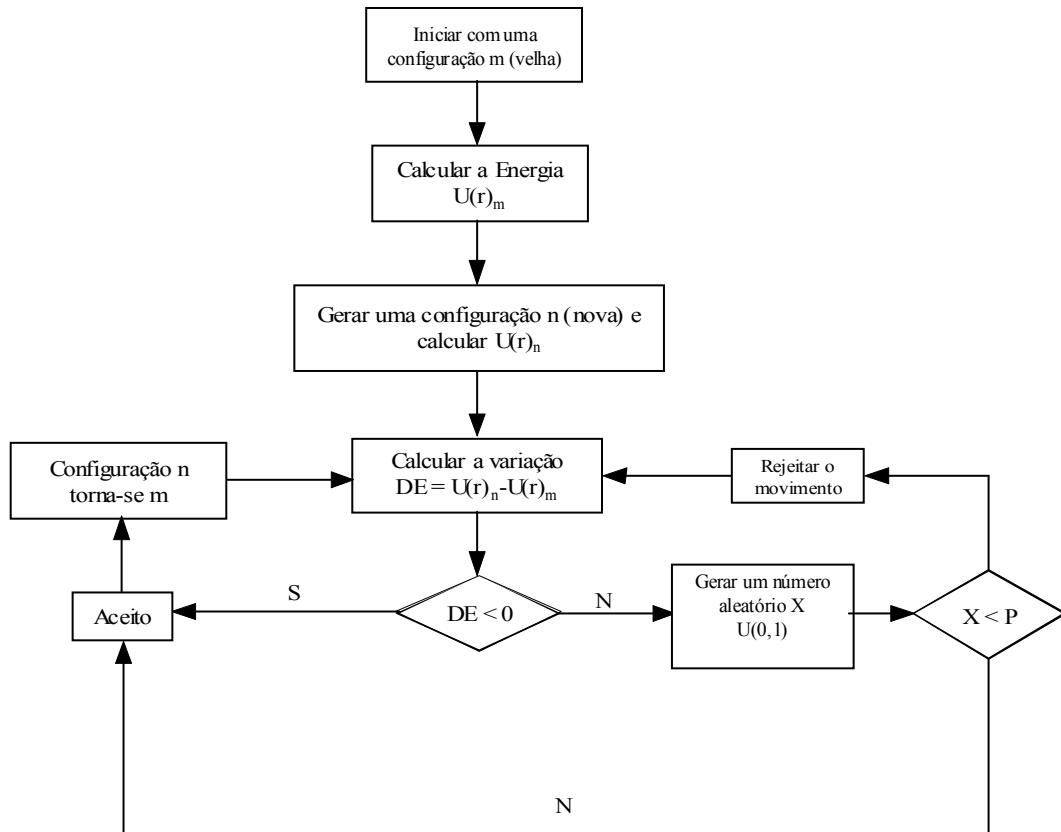 Iniciar com uma
configuração m (velha)
Calcular a Energia
U(r)m
Gerar uma configuração n (nova) e
calcular U(r)n
Configuração n
torna-se m
Calcular a variação
DE = U(r)n-U(r)m
Rejeitar o
movimento
Aceito
S
DE < 0
N
Gerar um número
aleatório X
U(0,1)
X < P
N